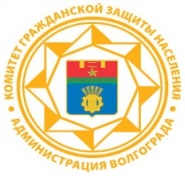 КОМИТЕТ ГРАЖДАНСКОЙ ЗАЩИТЫ НАСЕЛЕНИЯ
АДМИНИСТРАЦИЯ ВОЛГОГРАДА